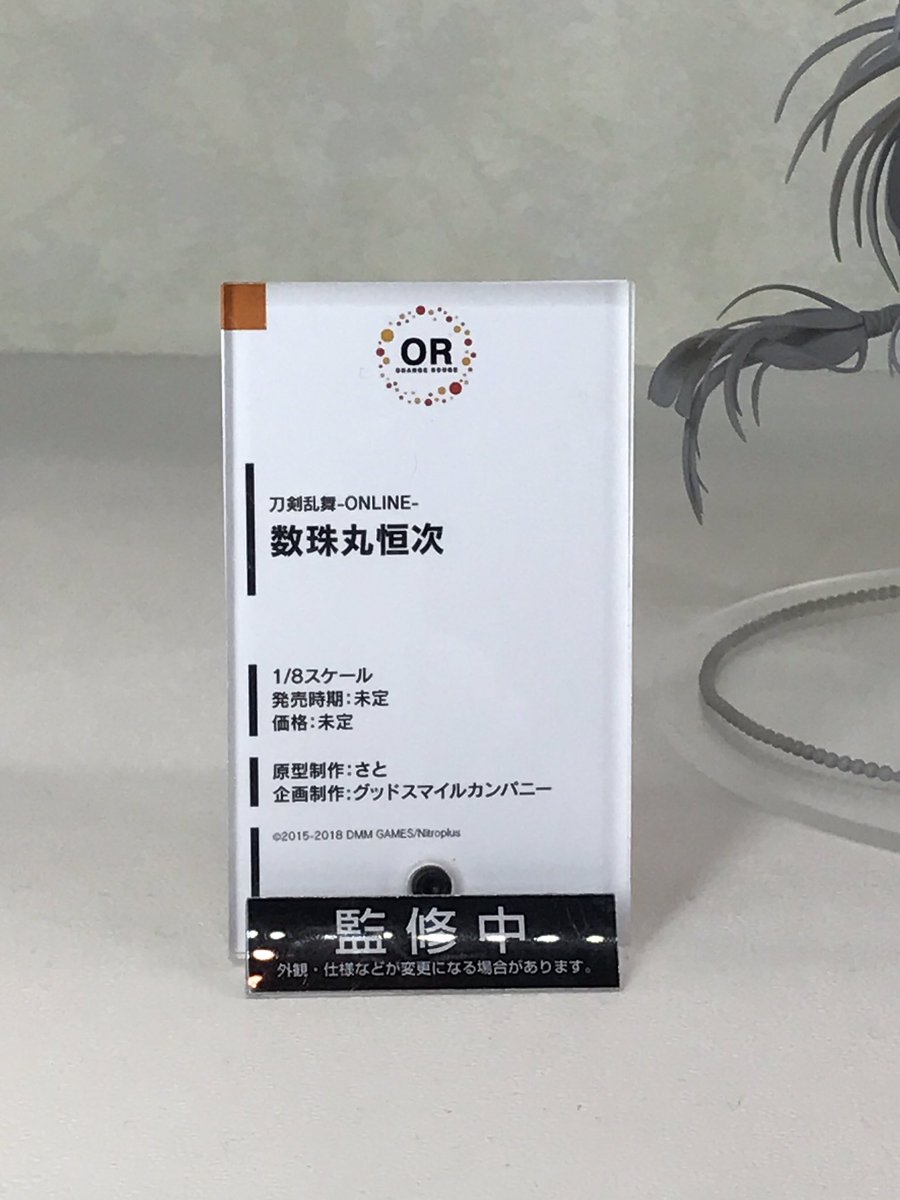 OR
ORANGE ROUGE
刀剣乱舞-ONLINE-
数珠丸恒次
1/8スケール
発売時期：未定
価格：未定
原型制作：さと
企画制作：グッドスマイルカンパニー
©2015-2018 DMM GAMES/Nitroplus
監修中
外観・仕様などが変更になる場合があります。